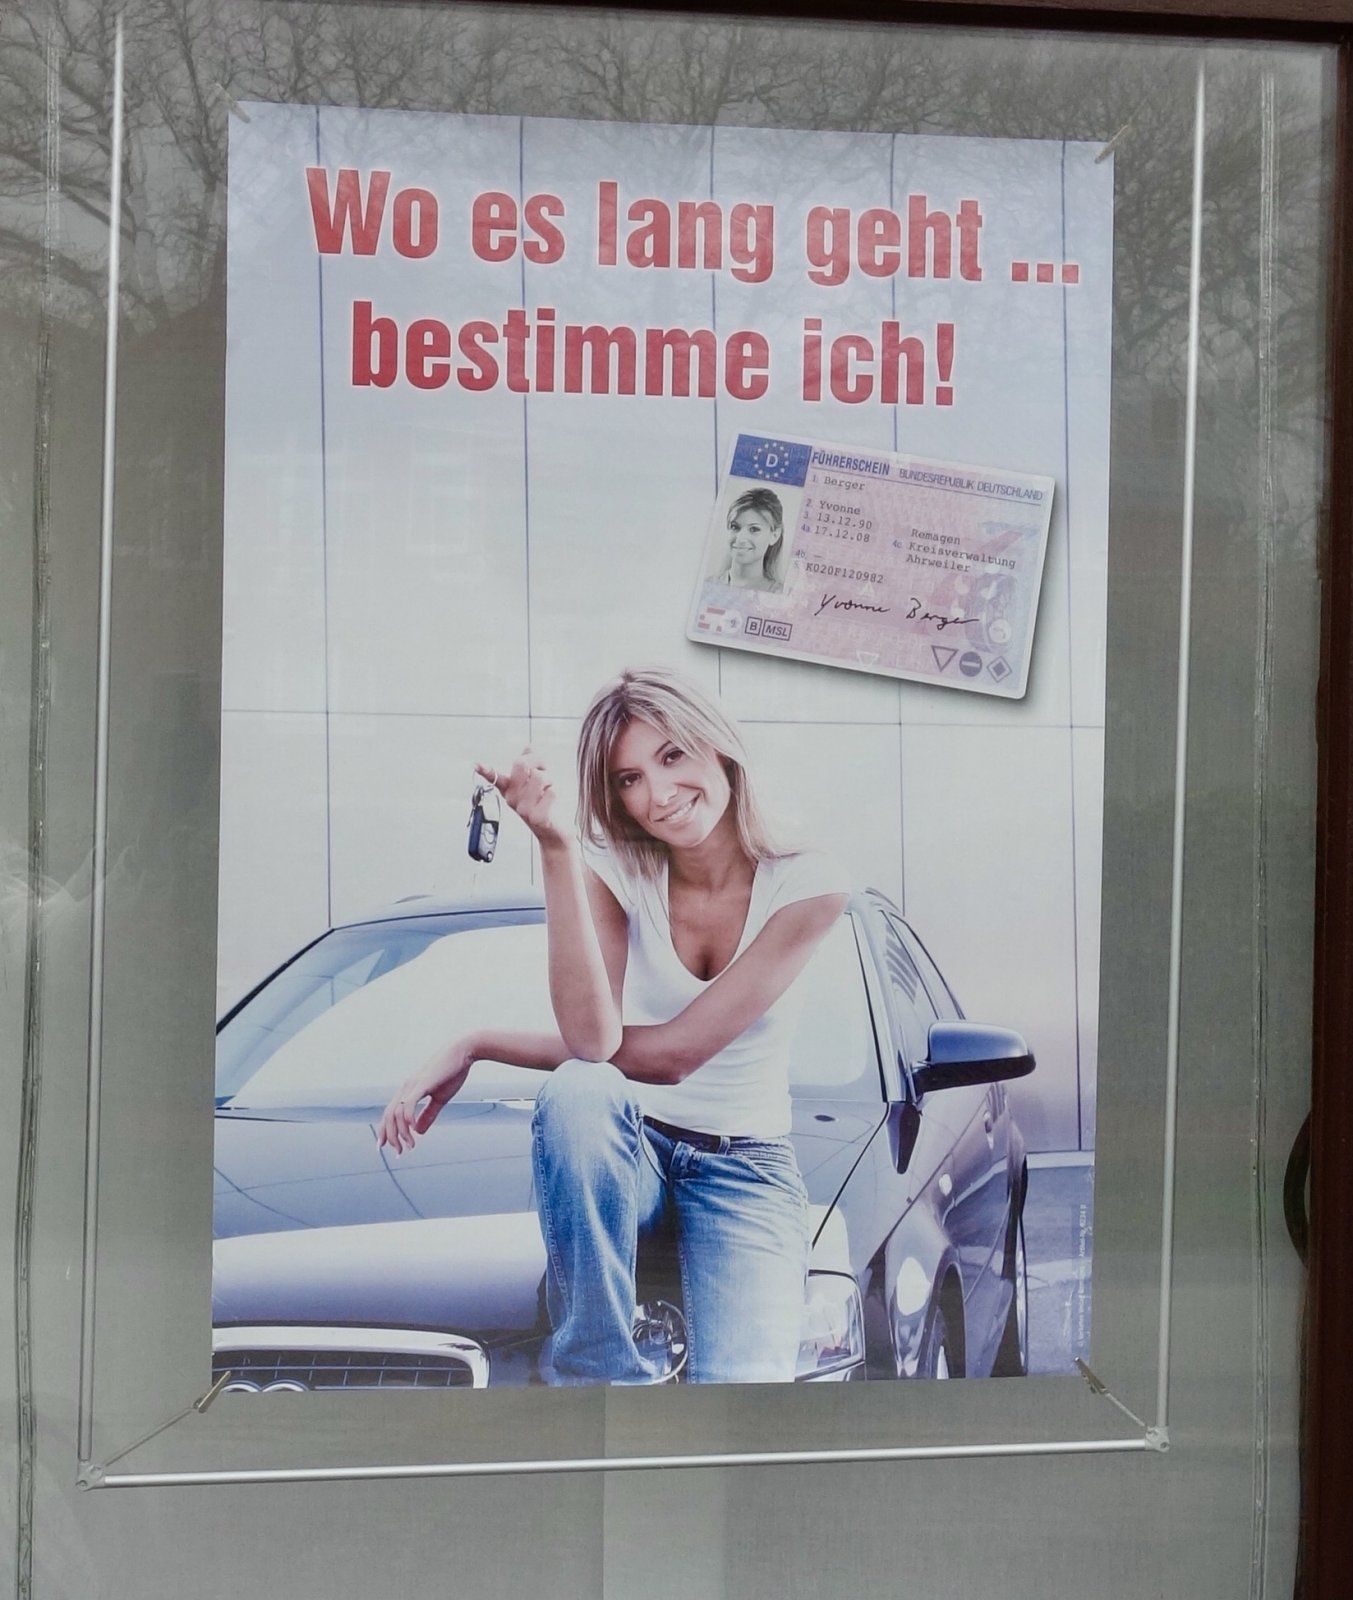 Wo es lang geht ...
bestimme ich!
D
FÜHRERSCHEIN BUNDESREPUBLIK DEUTSCHLAND
1. Berger
2. Yvonne
3. 13.12.90
4a. 17.12.08
Remagen
4c. Kreisverwaltung
Ahrweiler
4b. —
5. K020F120982
Yvonne Berger
9. B MSL